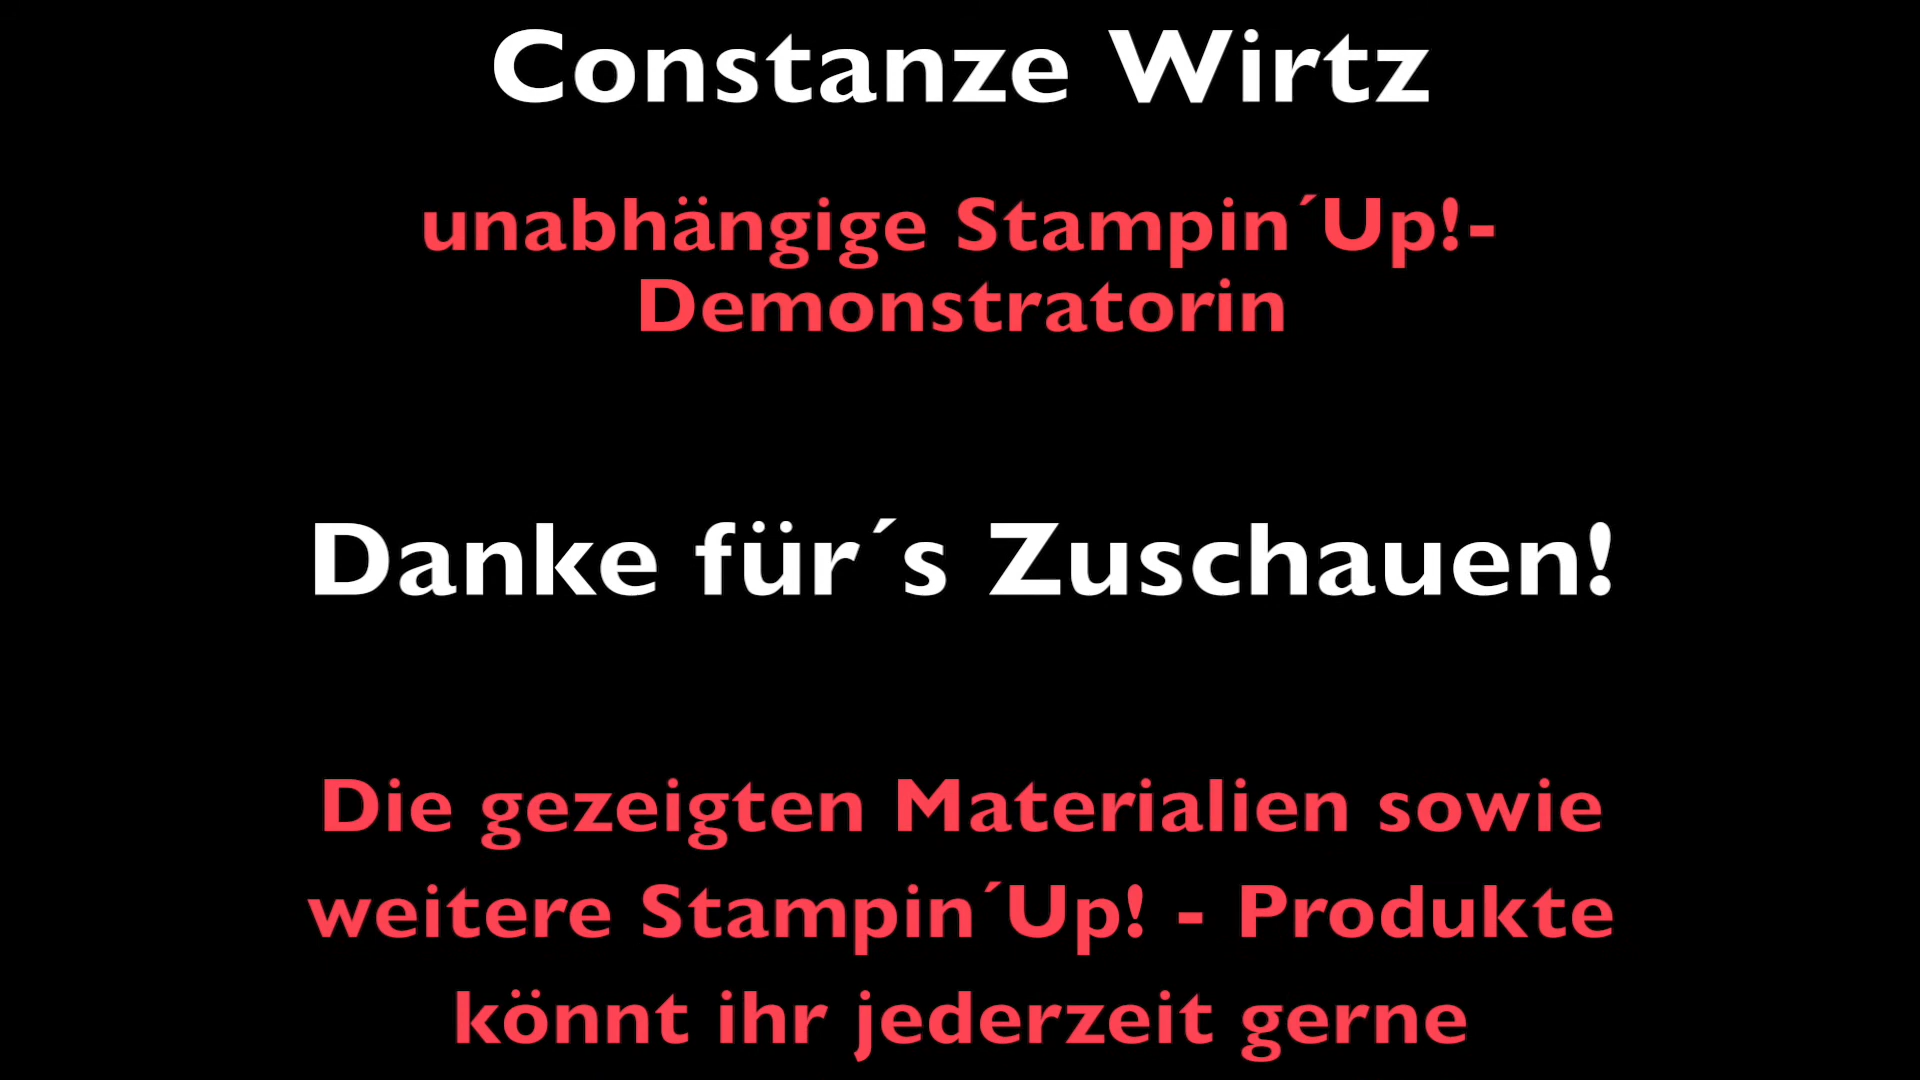 Constanze Wirtz
unabhängige Stampin´Up!-
Demonstratorin
Danke für´s Zuschauen!
Die gezeigten Materialien sowie
weitere Stampin´Up! - Produkte
könnt ihr jederzeit gerne